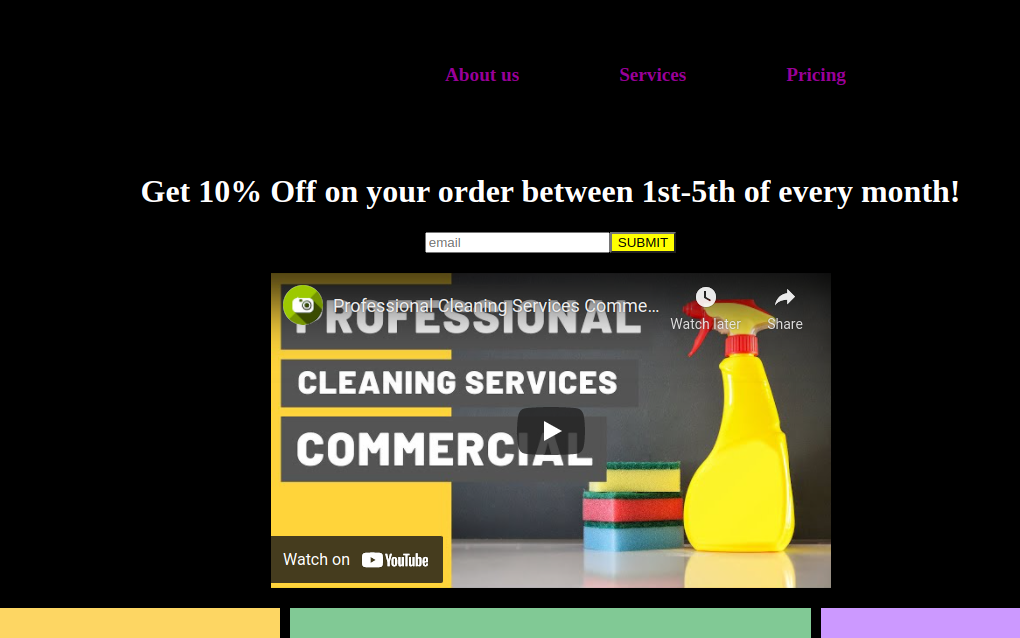 About us Services Pricing
Get 10% Off on your order between 1st-5th of every month!
email SUBMIT
Professional Cleaning Services Comme...
Watch later Share
PROFESSIONAL
CLEANING SERVICES
COMMERCIAL
Watch on YouTube